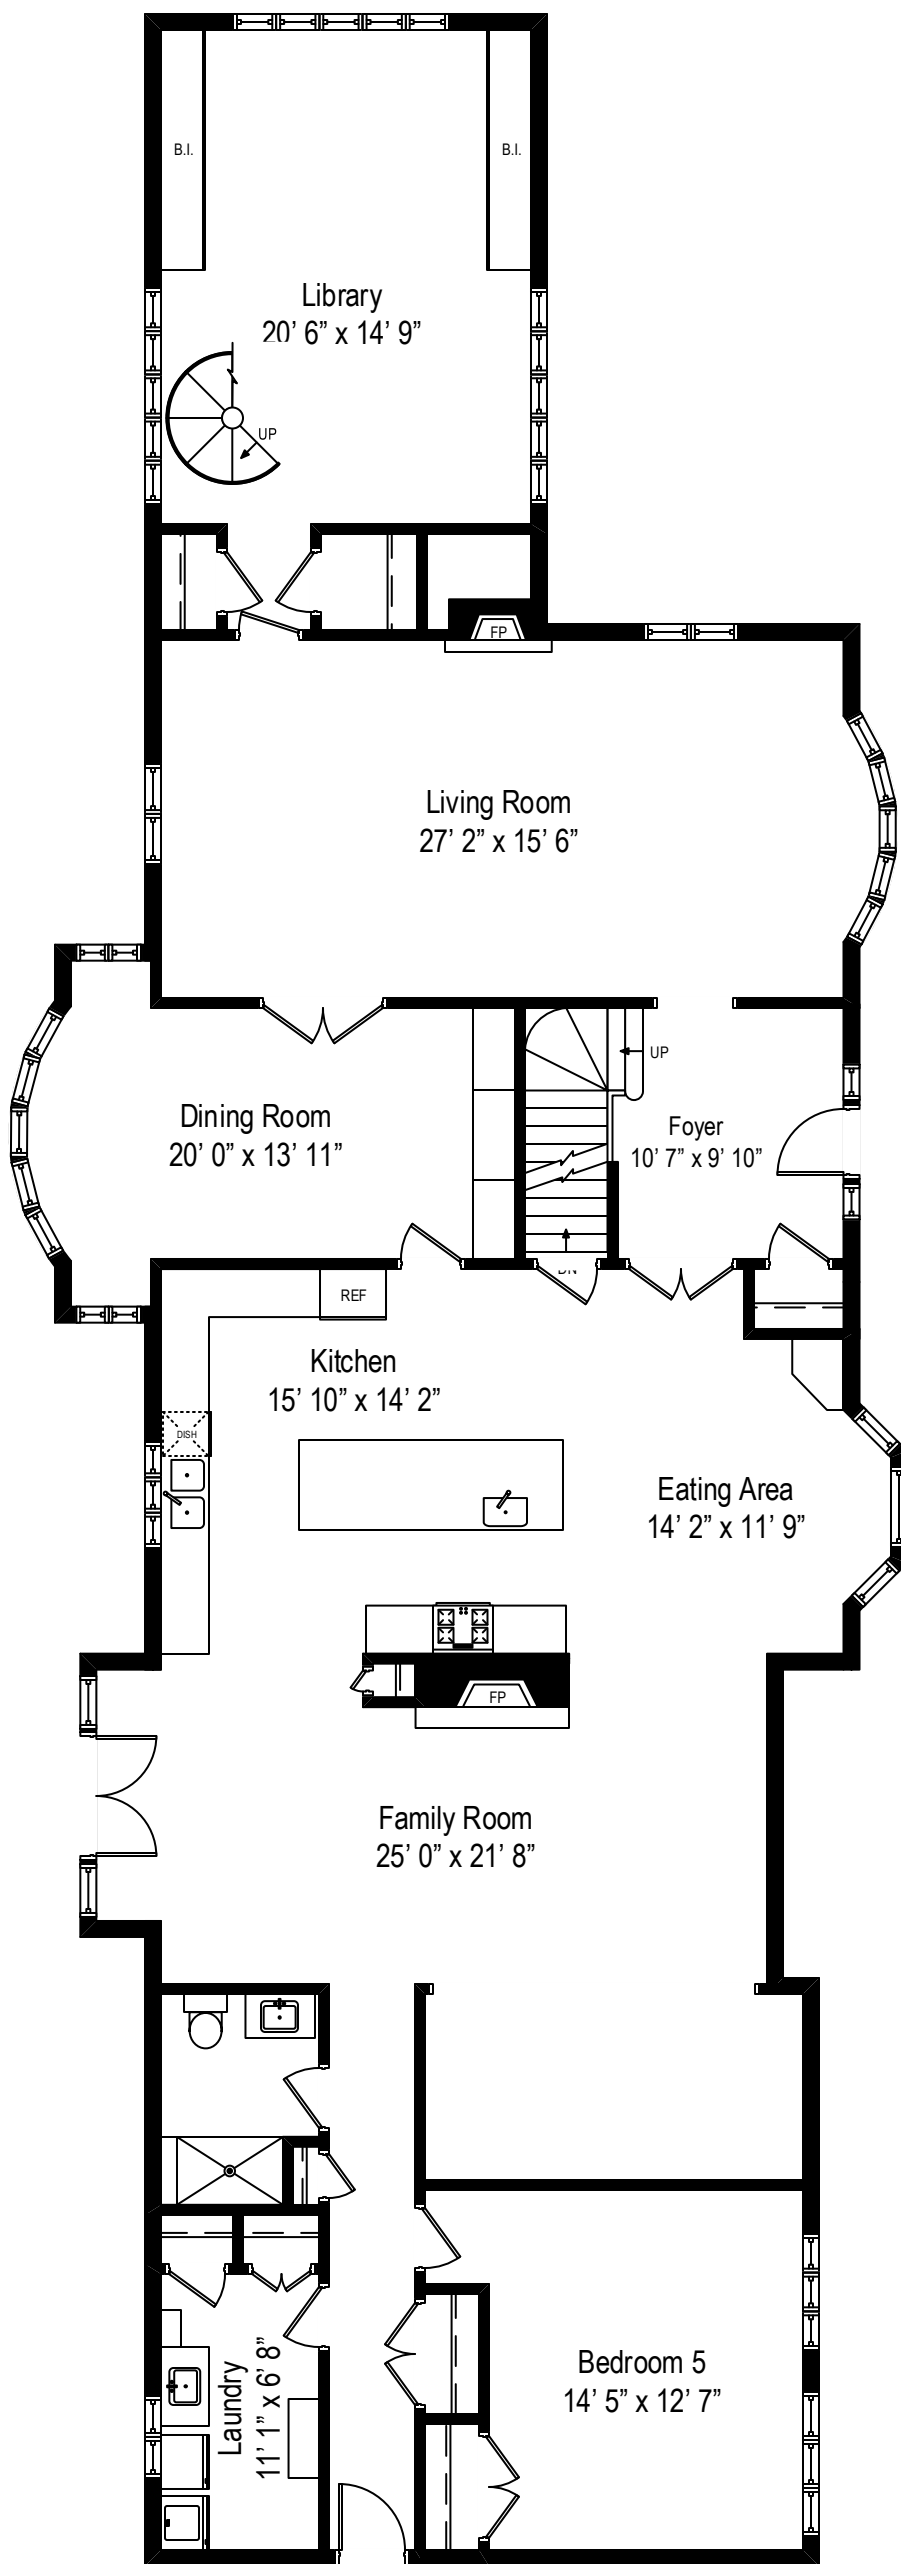 B.I.
B.I.
Library
20’ 6” x 14’ 9”
UP
FP
Living Room
27’ 2” x 15’ 6”
UP
Foyer
10’ 7” x 9’ 10”
Dining Room
20’ 0” x 13’ 11”
DN
REF
Kitchen
15’ 10” x 14’ 2”
DISH
Eating Area
14’ 2” x 11’ 9”
FP
Family Room
25’ 0” x 21’ 8”
Bedroom 5
14’ 5” x 12’ 7”
Laundry
11’ 1” x 6’ 8”